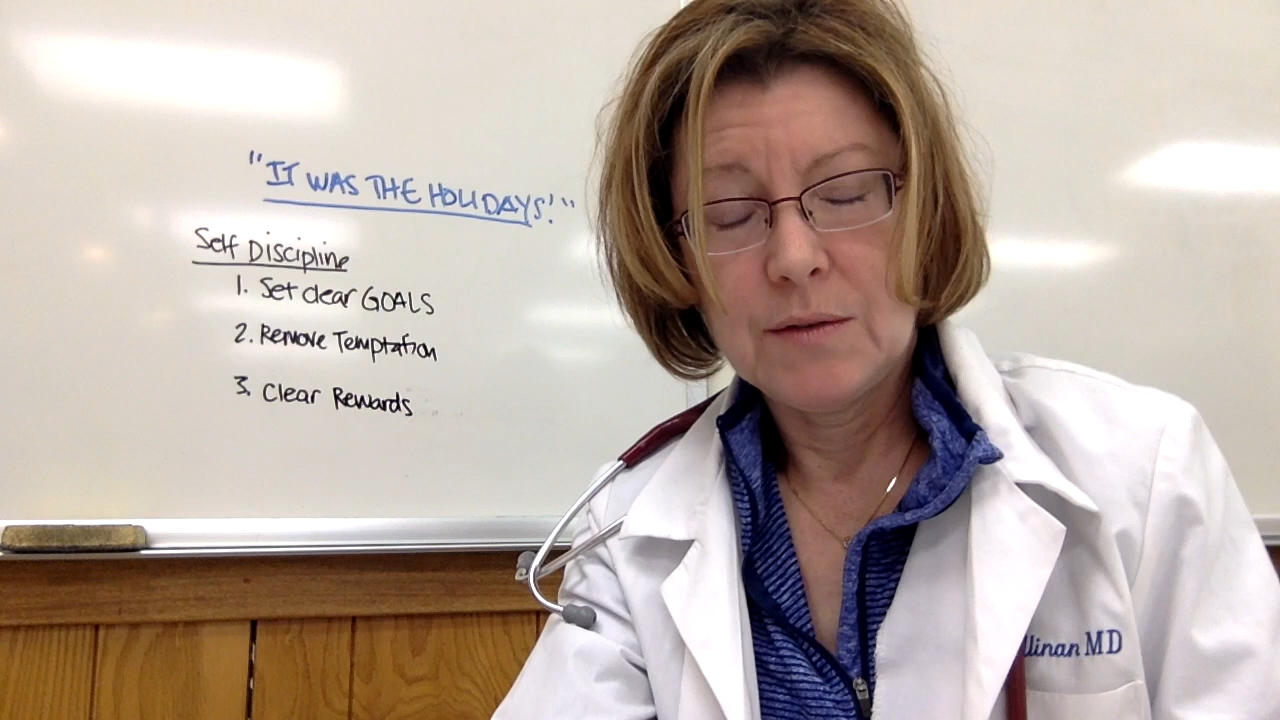 "IT WAS THE HOLIDAYS!"
Self Discipline
1. Set clear GOALS
2. Remove Temptation
3. Clear Rewards
llinan MD